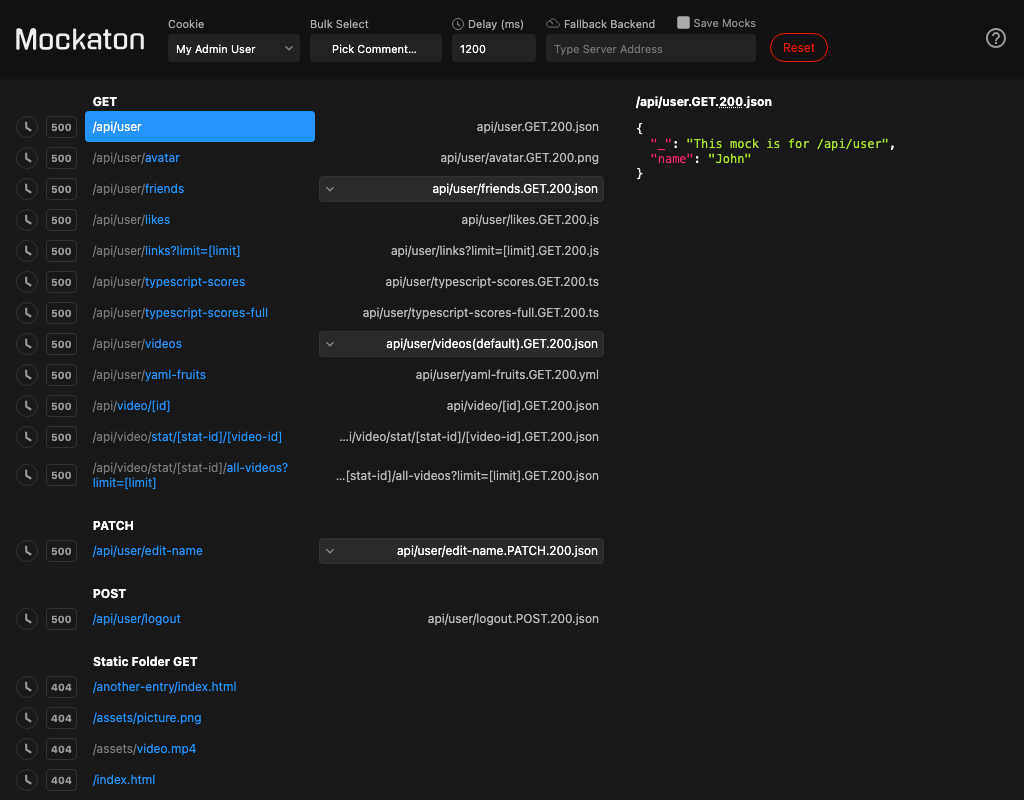 Mockaton
Cookie
My Admin User
Bulk Select
Pick Comment...
Delay (ms)
1200
Fallback Backend
Type Server Address
Save Mocks
Reset
?
GET
500 /api/user api/user.GET.200.json
500 /api/user/avatar api/user/avatar.GET.200.png
500 /api/user/friends api/user/friends.GET.200.json
500 /api/user/likes api/user/likes.GET.200.js
500 /api/user/links?limit=[limit] api/user/links?limit=[limit].GET.200.js
500 /api/user/typescript-scores api/user/typescript-scores.GET.200.ts
500 /api/user/typescript-scores-full api/user/typescript-scores-full.GET.200.ts
500 /api/user/videos api/user/videos(default).GET.200.json
500 /api/user/yaml-fruits api/user/yaml-fruits.GET.200.yml
500 /api/video/[id] api/video/[id].GET.200.json
500 /api/video/stat/[stat-id]/[video-id] ...i/video/stat/[stat-id]/[video-id].GET.200.json
500 /api/video/stat/[stat-id]/all-videos?
limit=[limit] ...[stat-id]/all-videos?limit=[limit].GET.200.json
PATCH
500 /api/user/edit-name api/user/edit-name.PATCH.200.json
POST
500 /api/user/logout api/user/logout.POST.200.json
Static Folder GET
404 /another-entry/index.html
404 /assets/picture.png
404 /assets/video.mp4
404 /index.html
/api/user.GET.200.json
{
"_": "This mock is for /api/user",
"name": "John"
}